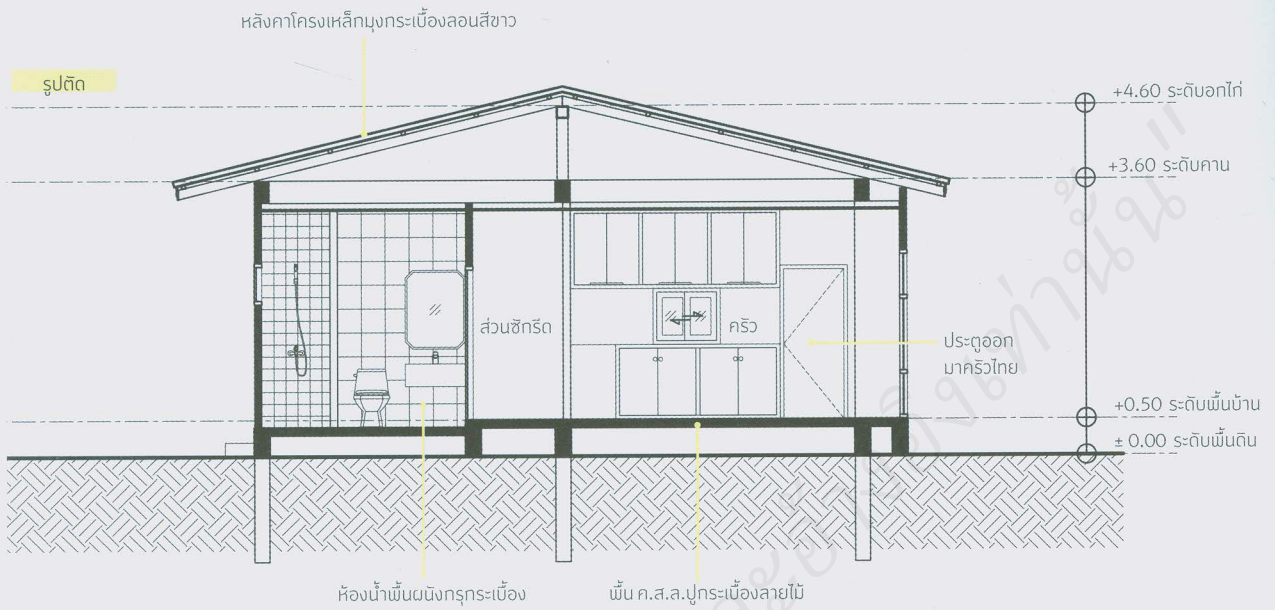 หลังคาโครงเหล็กมุงกระเบื้องลอนสีขาว
รูปตัด
+4.60 ระดับอกไก่
+3.60 ระดับคาน
ส่วนซักรีด
ครัว
ประตูออก
มาครัวไทย
+0.50 ระดับพื้นบ้าน
± 0.00 ระดับพื้นดิน
ห้องน้ำพื้นผนังกรุกระเบื้อง
พื้น ค.ส.ล.ปูกระเบื้องลายไม้